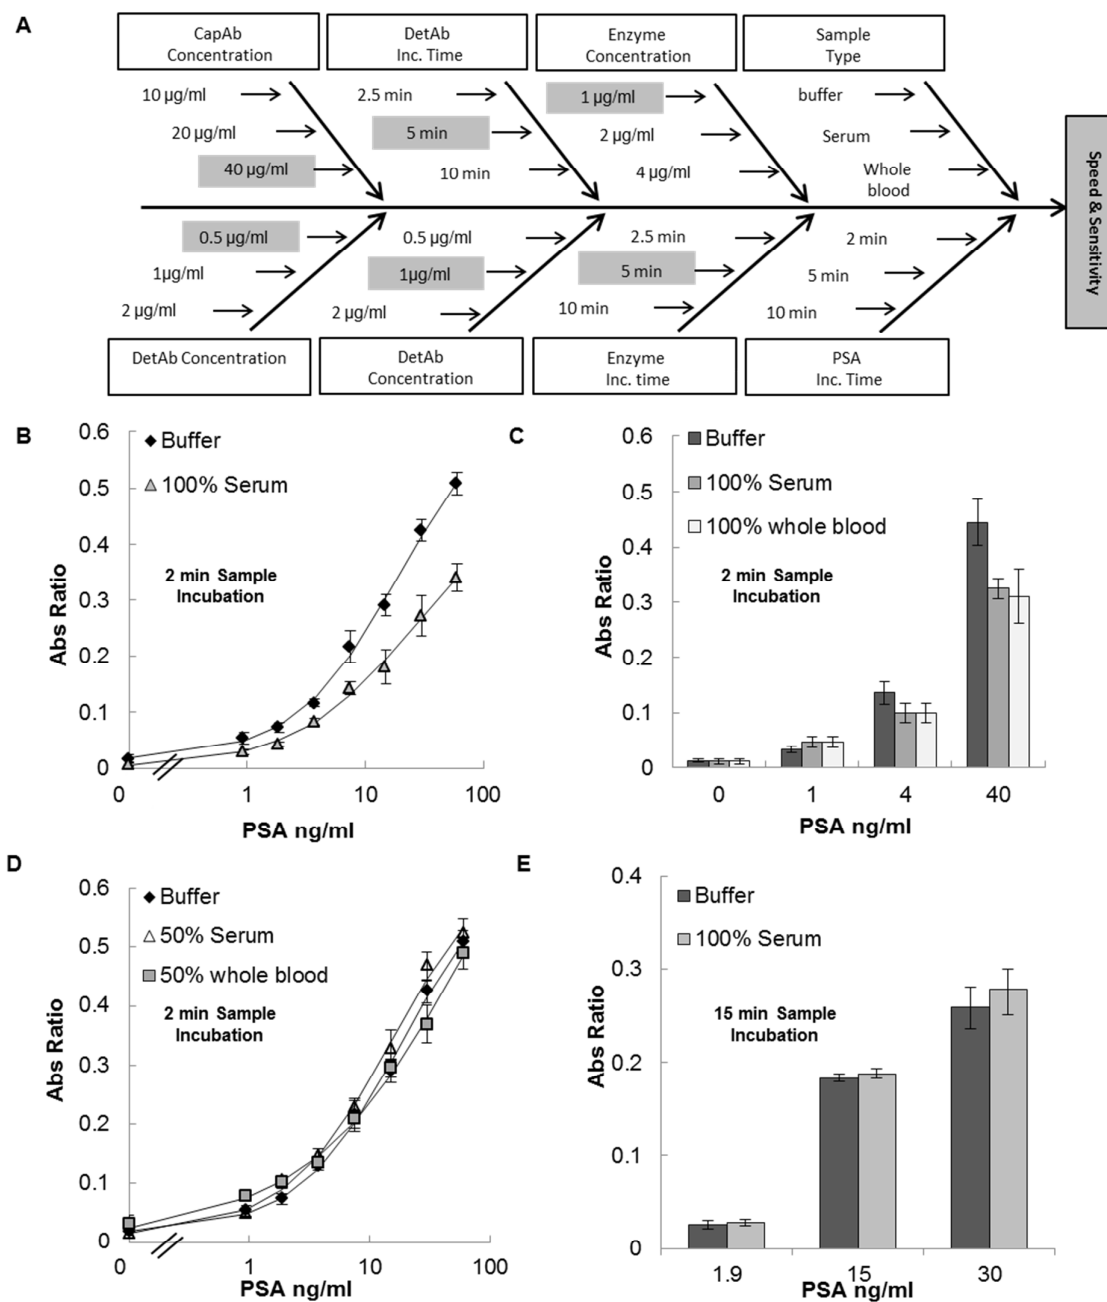 A
CapAb
Concentration
DetAb
Inc. Time
Enzyme
Concentration
Sample
Type
10 µg/ml
20 µg/ml
40 µg/ml
2.5 min
5 min
10 min
1 µg/ml
2 µg/ml
4 µg/ml
buffer
Serum
Whole
blood
Speed & Sensitivity
0.5 µg/ml
1µg/ml
2 µg/ml
0.5 µg/ml
1µg/ml
2 µg/ml
2.5 min
5 min
10 min
2 min
5 min
10 min
DetAb Concentration
DetAb
Concentration
Enzyme
Inc. time
PSA
Inc. Time
B
0.6
0.5
0.4
0.3
0.2
0.1
0
Abs Ratio
Buffer
100% Serum
2 min Sample
Incubation
0 1 10 100
PSA ng/ml
C
0.6
0.5
0.4
0.3
0.2
0.1
0
Abs Ratio
Buffer
100% Serum
100% whole blood
2 min Sample
Incubation
0 1 4 40
PSA ng/ml
D
0.6
0.5
0.4
0.3
0.2
0.1
0
Abs Ratio
Buffer
50% Serum
50% whole blood
2 min Sample
Incubation
0 1 10 100
PSA ng/ml
E
0.4
0.3
0.2
0.1
0
Abs Ratio
Buffer
100% Serum
15 min Sample
Incubation
1.9 15 30
PSA ng/ml